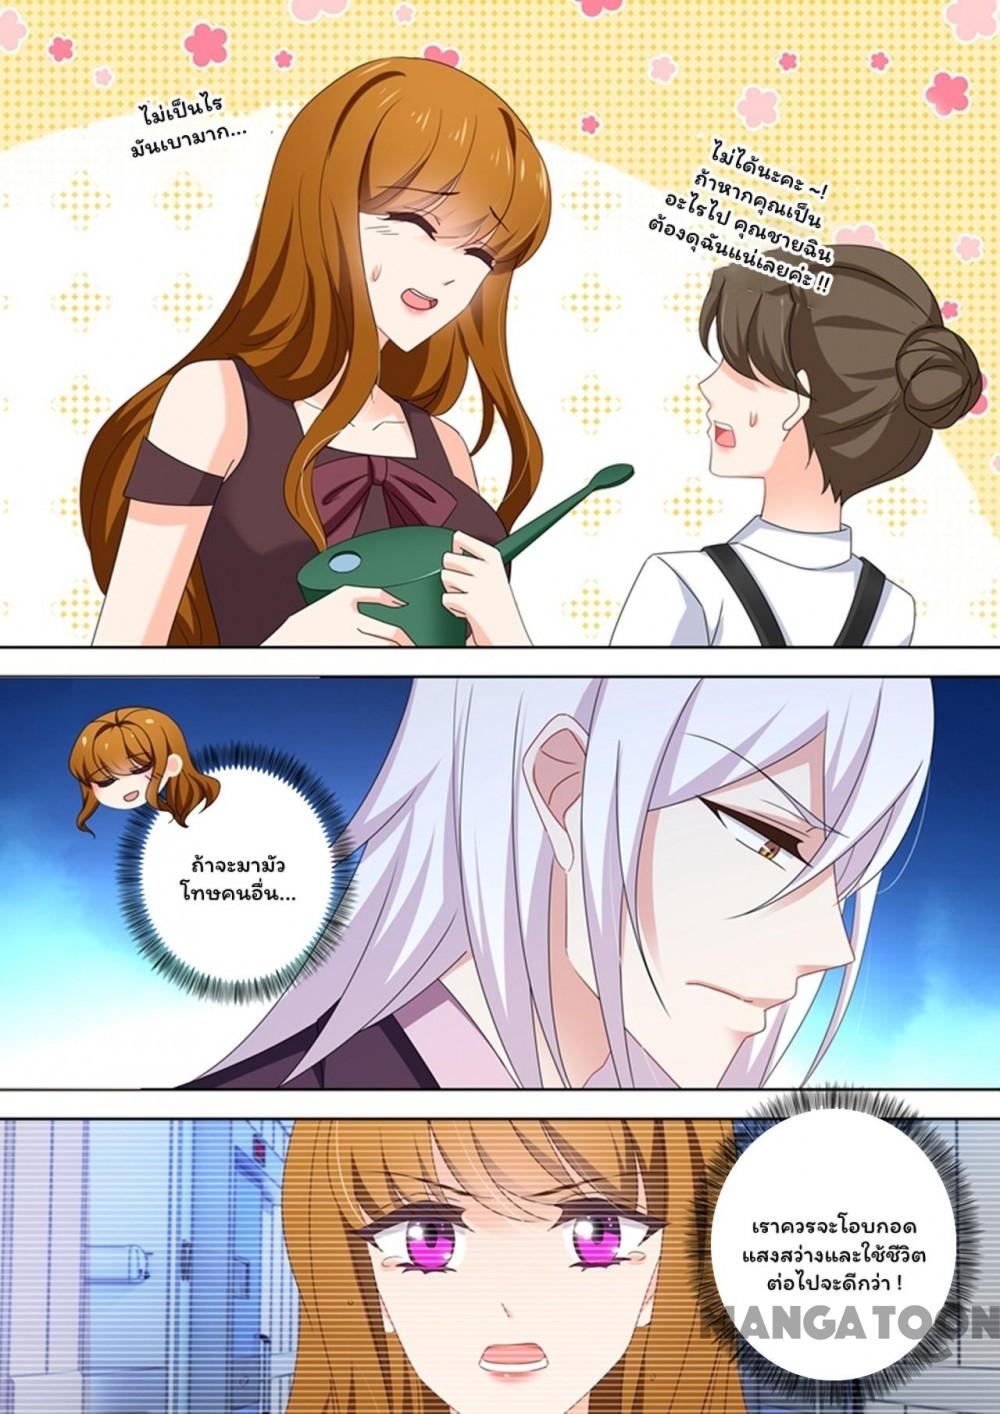 ไม่เป็นไร
มันเบามาก...
ไม่ได้นะคะ ~!
ถ้าหากคุณเป็น
อะไรไป คุณชายฉิน
ต้องดุฉันแน่เลยค่ะ !!
ถ้าจะมามัว
โทษคนอื่น...
เราควรจะโอบกอด
แสงสว่างและใช้ชีวิต
ต่อไปจะดีกว่า !
MANGATOON